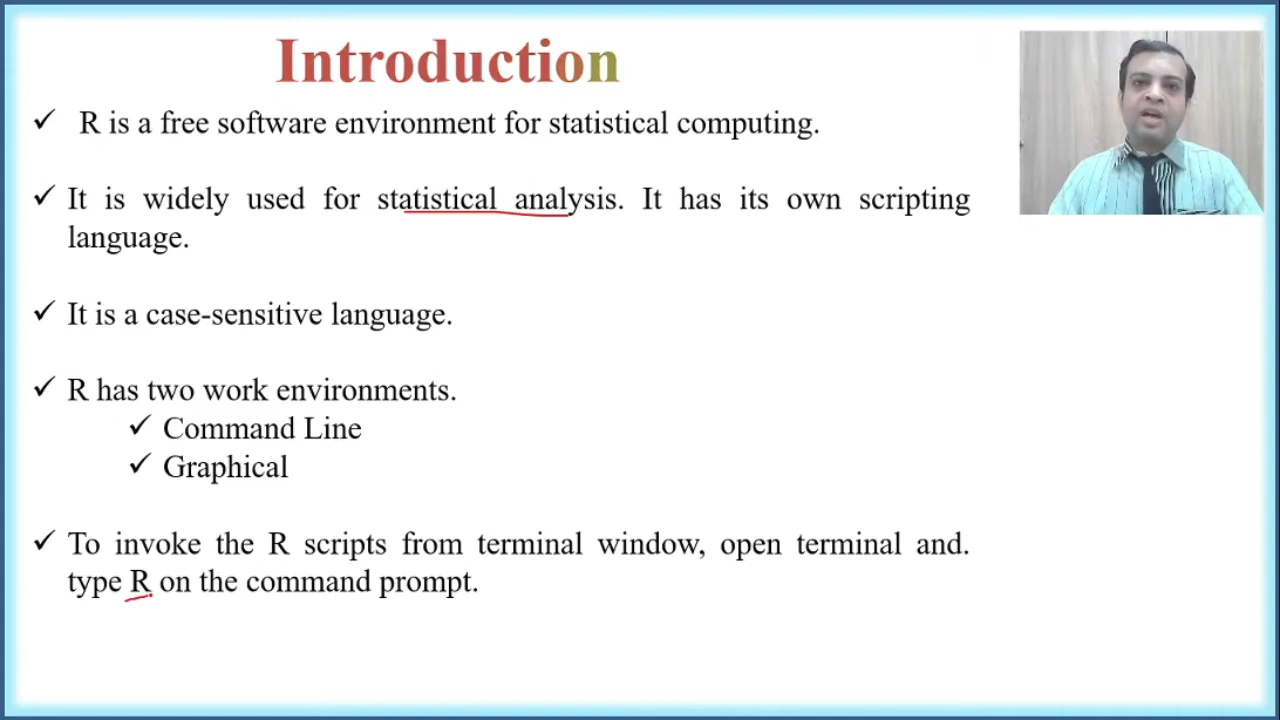 Introduction
R is a free software environment for statistical computing.
It is widely used for statistical analysis. It has its own scripting
language.
It is a case-sensitive language.
R has two work environments.
Command Line
Graphical
To invoke the R scripts from terminal window, open terminal and.
type R on the command prompt.